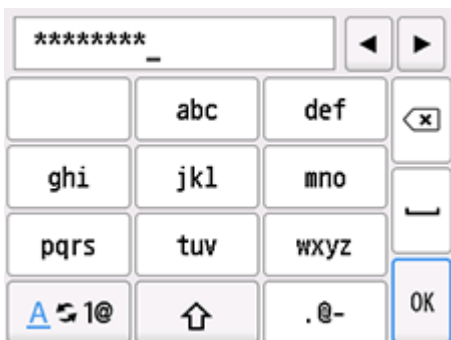 ********_
abc def
ghi jkl mno
pqrs tuv wxyz
A 1@ .@- OK